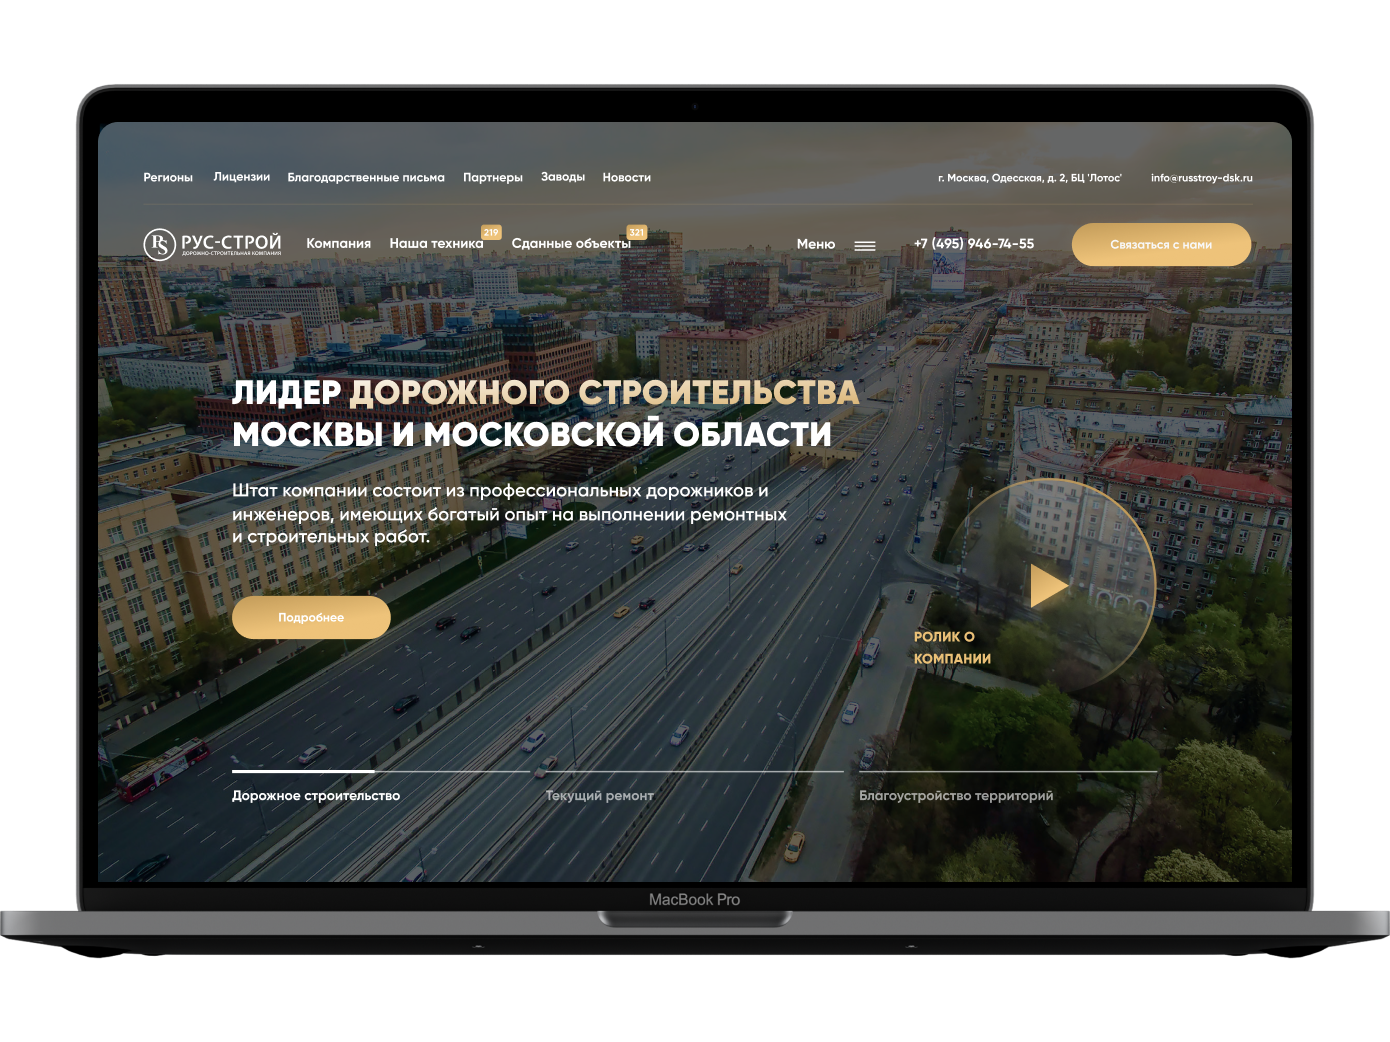 Регионы Лицензии Благодарственные письма Партнеры Заводы Новости г. Москва, Одесская, д. 2, БЦ 'Лотос' info@russtroy-dsk.ru
РС РУС-СТРОЙ
ДОРОЖНО-СТРОИТЕЛЬНАЯ КОМПАНИЯ
Компания Наша техника 219 Сданные объекты 321 Меню +7 (495) 946-74-55 Связаться с нами
ЛИДЕР ДОРОЖНОГО СТРОИТЕЛЬСТВА
МОСКВЫ И МОСКОВСКОЙ ОБЛАСТИ
Штат компании состоит из профессиональных дорожников и
инженеров, имеющих богатый опыт на выполнении ремонтных
и строительных работ.
Подробнее
РОЛИК О
КОМПАНИИ
Дорожное строительство Текущий ремонт Благоустройство территорий
MacBook Pro